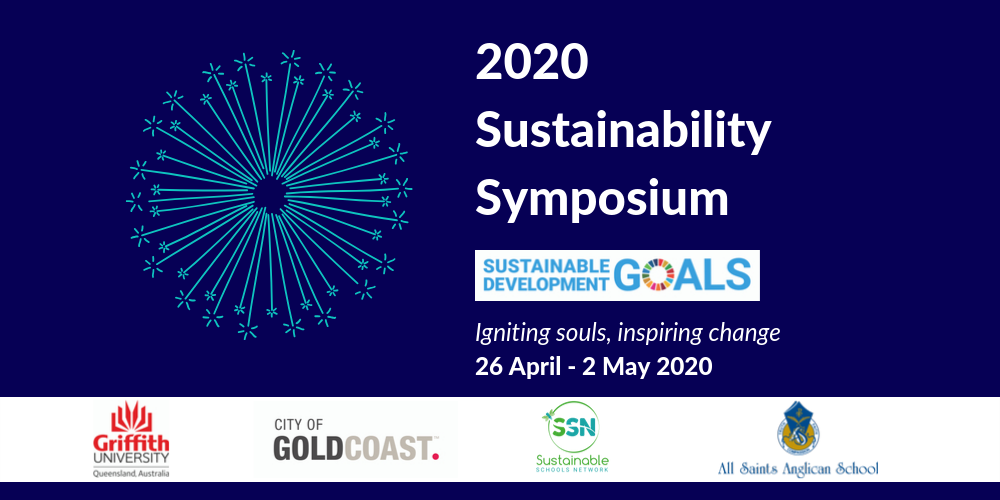 2020
Sustainability
Symposium
SUSTAINABLE
DEVELOPMENT
GOALS
Igniting souls, inspiring change
26 April - 2 May 2020
Griffith
UNIVERSITY
Queensland, Australia
CITY OF
GOLDCOAST.
SSN
Sustainable
SCHOOLS NETWORK
All Saints Anglican School